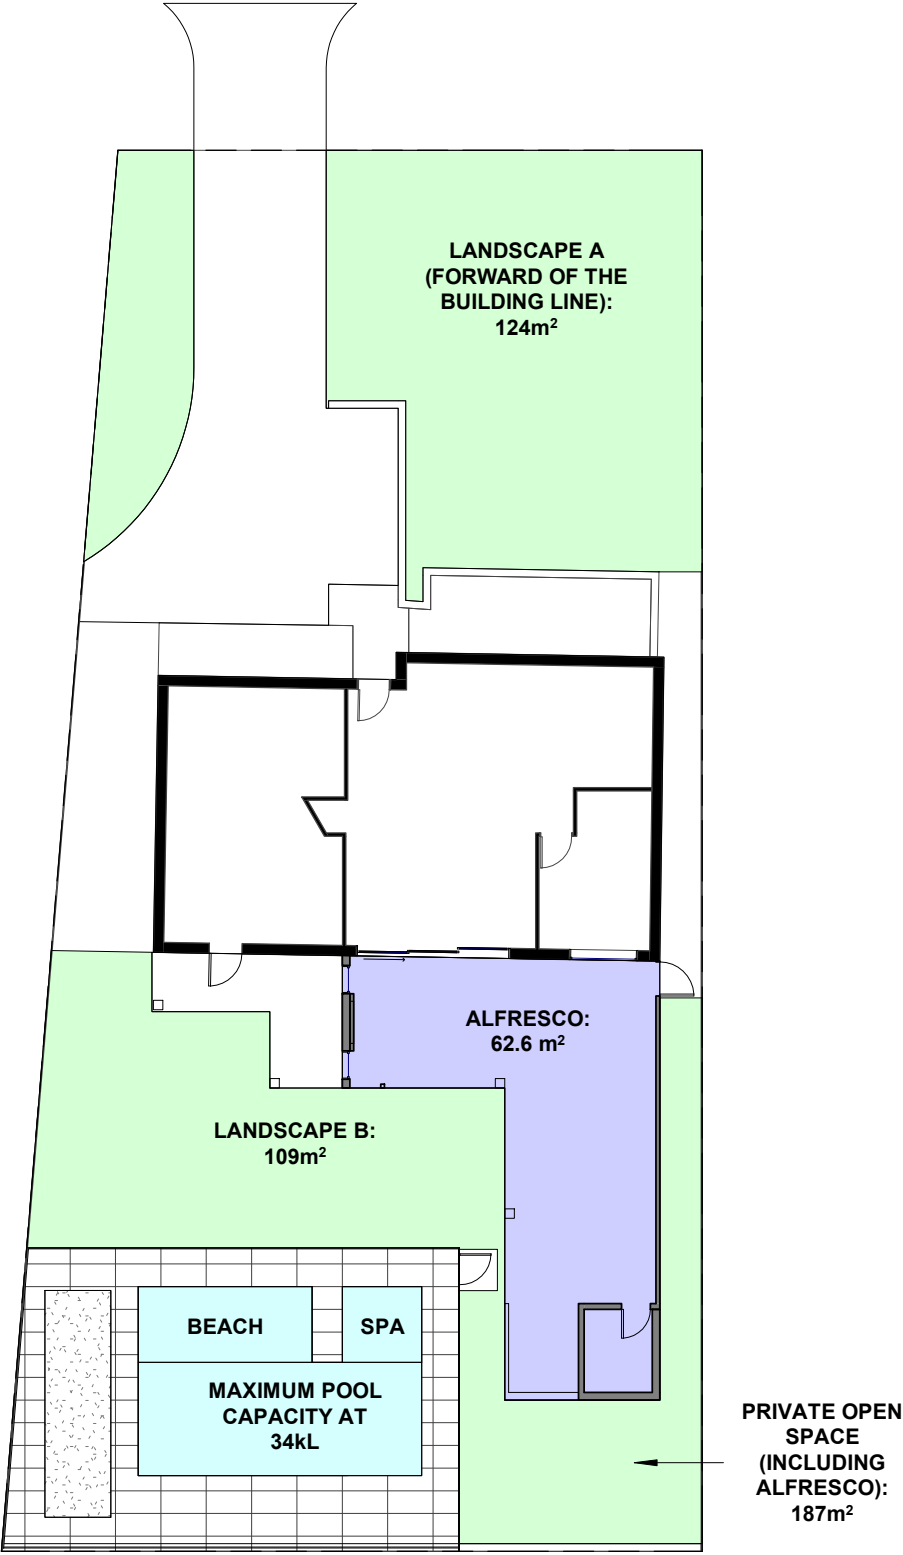 LANDSCAPE A
(FORWARD OF THE
BUILDING LINE):
124m²
ALFRESCO:
62.6 m²
LANDSCAPE B:
109m²
BEACH
SPA
MAXIMUM POOL
CAPACITY AT
34kL
PRIVATE OPEN
SPACE
(INCLUDING
ALFRESCO):
187m²